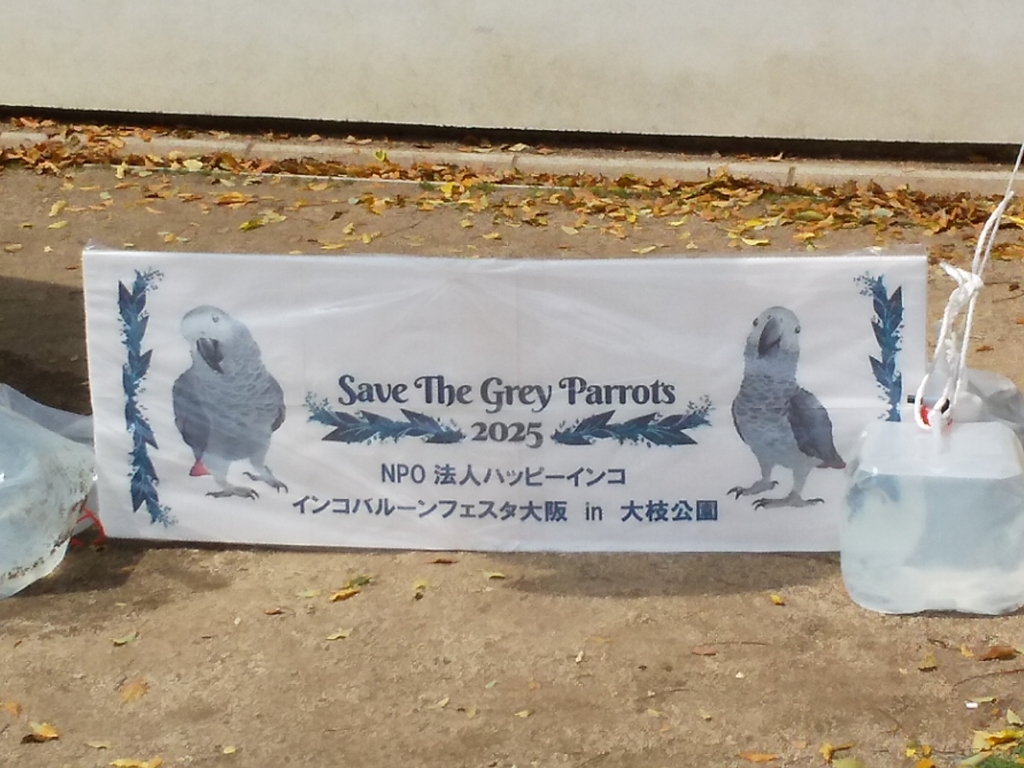 Save The Grey Parrots
2025
NPO 法人ハッピーインコ
インコバルーンフェスタ大阪 in 大枝公園